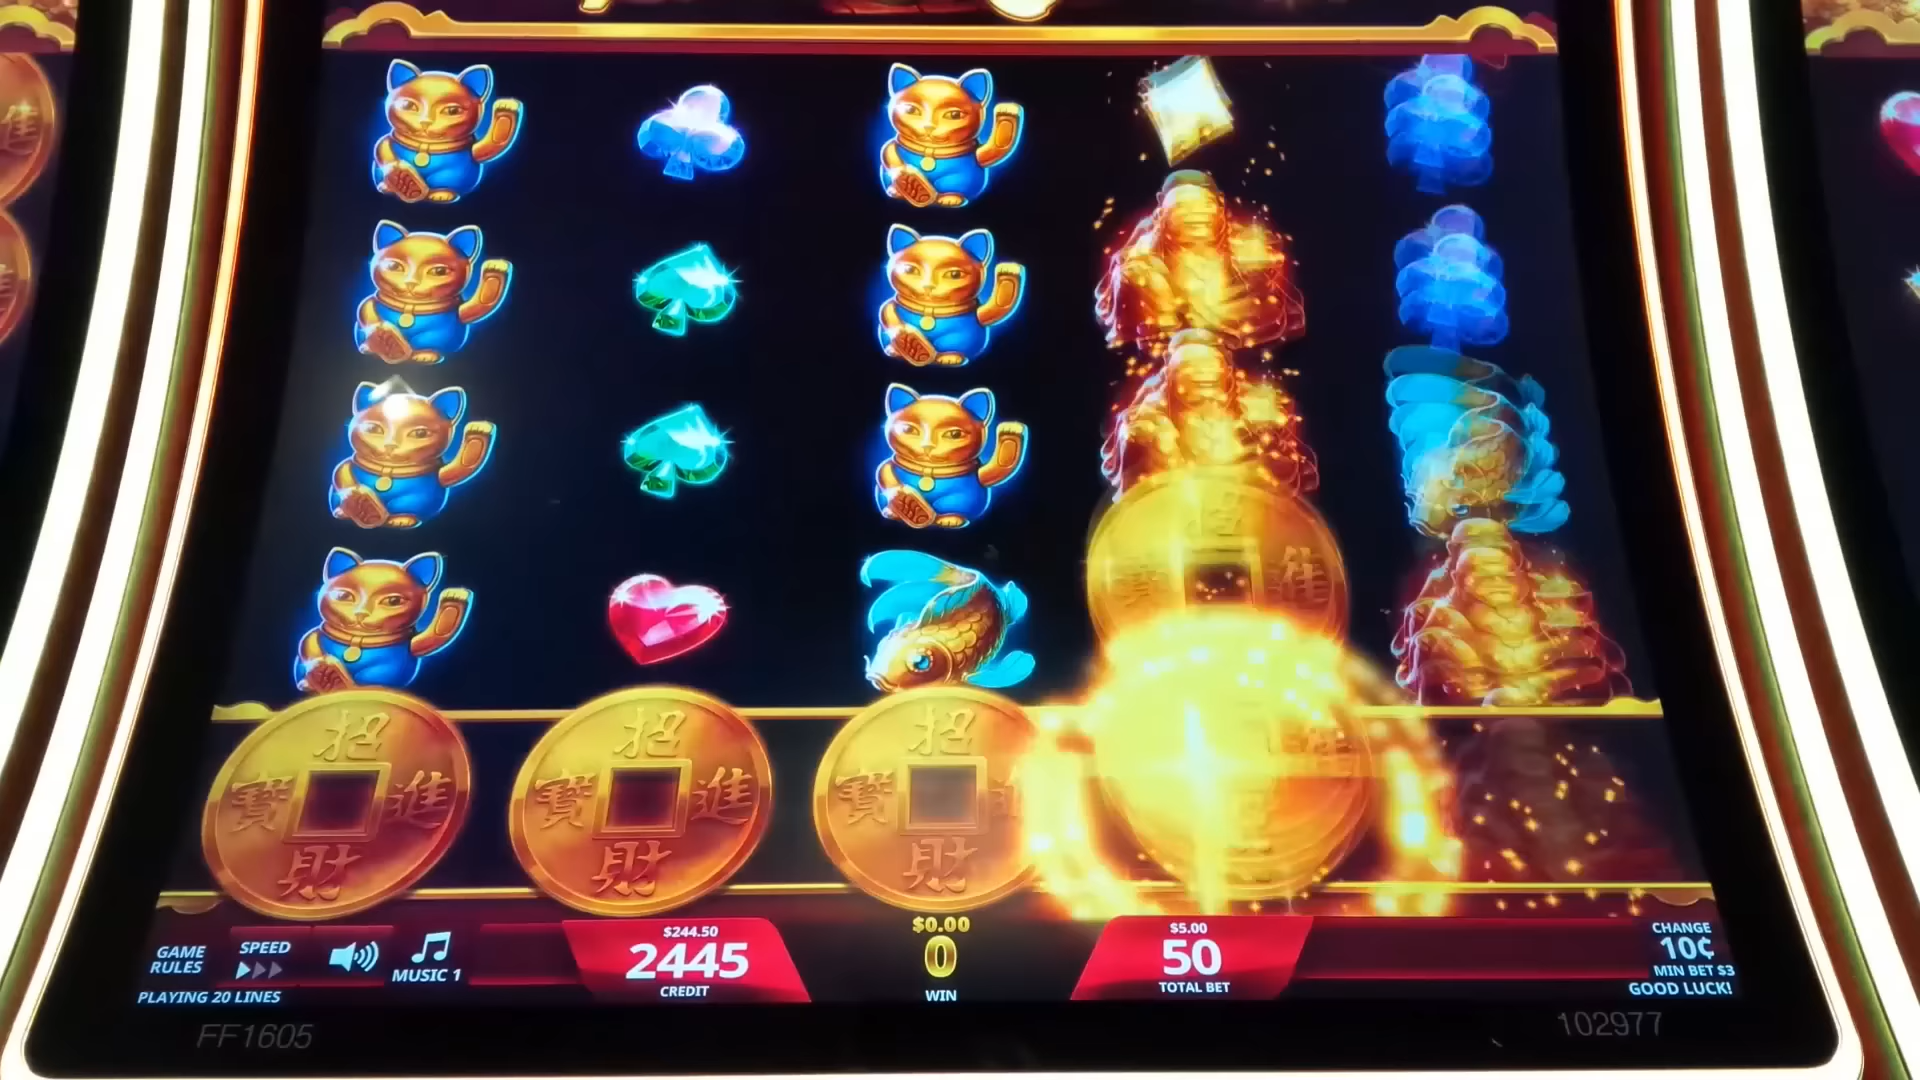 招
寶 進
財
招
寶 進
財
招
寶
財
招
進
GAME RULES
SPEED
MUSIC 1
PLAYING 20 LINES
$244.50
2445
CREDIT
$0.00
0
WIN
$5.00
50
TOTAL BET
CHANGE
10¢
MIN BET $3
GOOD LUCK!
FF1605
102977